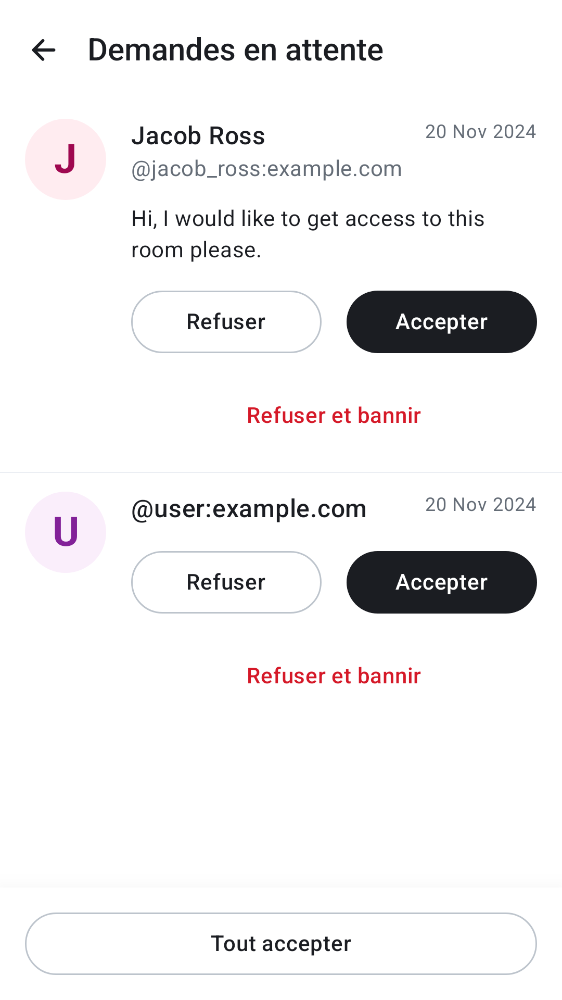 Demandes en attente
J
Jacob Ross
20 Nov 2024
@jacob_ross:example.com
Hi, I would like to get access to this
room please.
Refuser
Accepter
Refuser et bannir
U
@user:example.com
20 Nov 2024
Refuser
Accepter
Refuser et bannir
Tout accepter